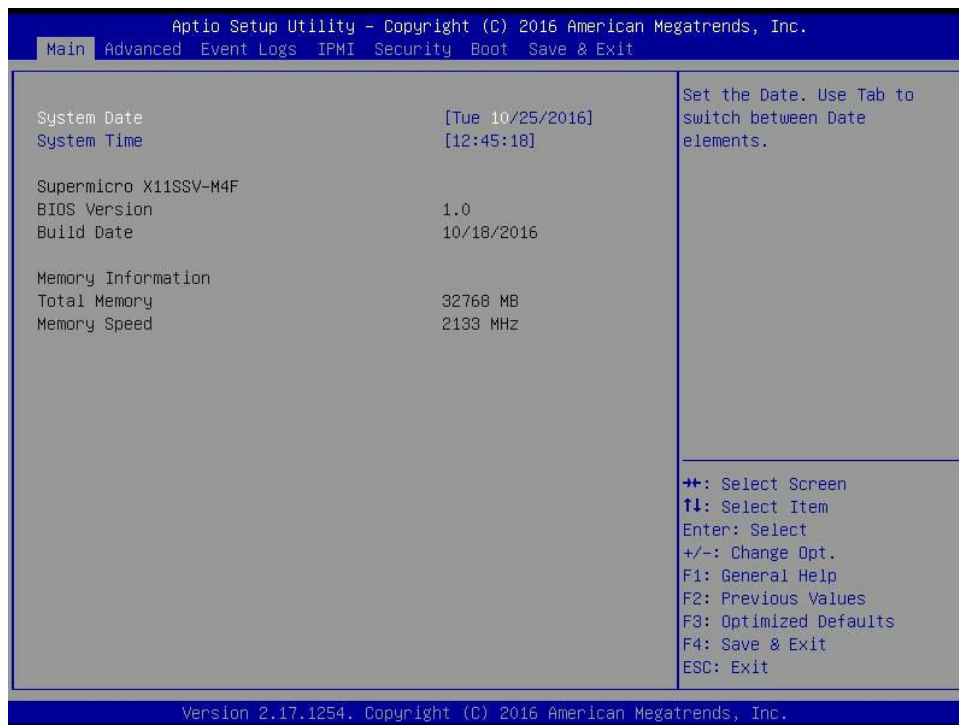 Aptio Setup Utility – Copyright (C) 2016 American Megatrends, Inc.
Main Advanced Event Logs IPMI Security Boot Save & Exit
System Date [Tue 10/25/2016]
System Time [12:45:18]
Supermicro X11SSV-M4F
BIOS Version 1.0
Build Date 10/18/2016
Memory Information
Total Memory 32768 MB
Memory Speed 2133 MHz
Set the Date. Use Tab to
switch between Date
elements.
→←: Select Screen
↑↓: Select Item
Enter: Select
+/-: Change Opt.
F1: General Help
F2: Previous Values
F3: Optimized Defaults
F4: Save & Exit
ESC: Exit
Version 2.17.1254. Copyright (C) 2016 American Megatrends, Inc.